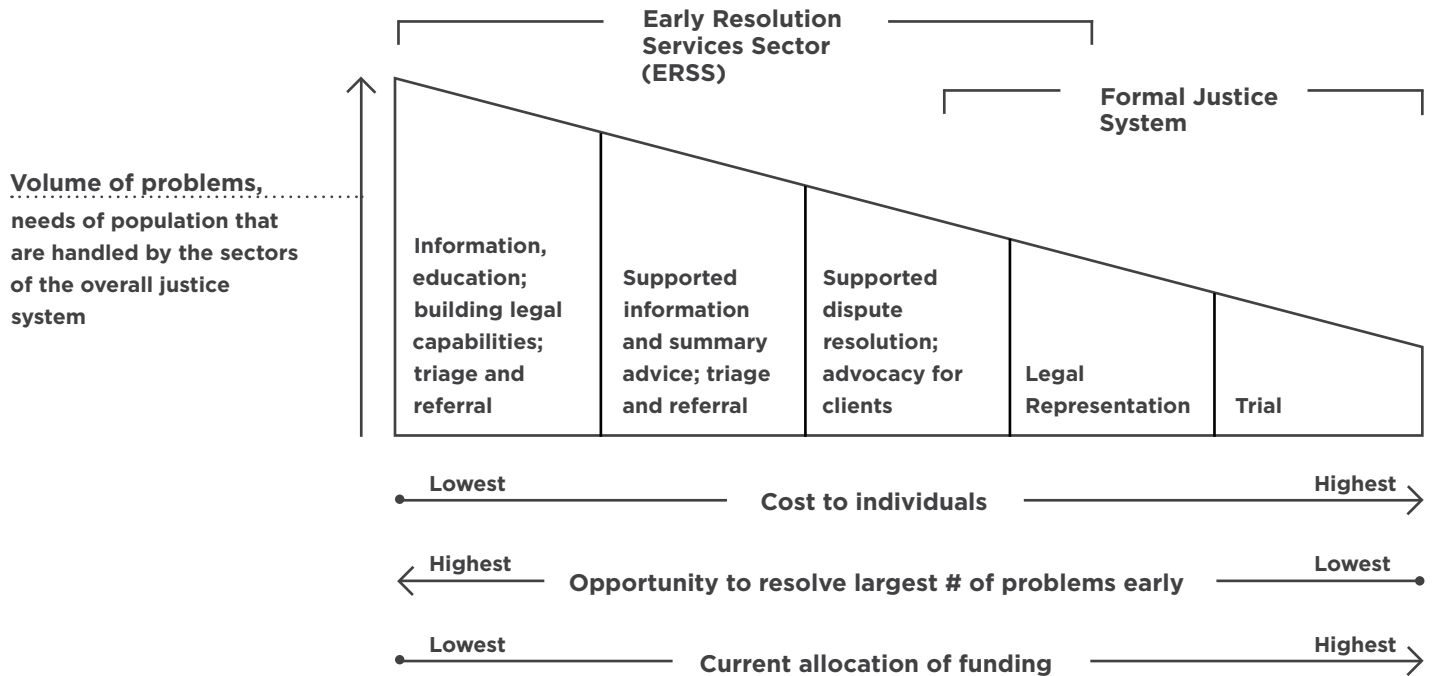 Early Resolution
Services Sector
(ERSS)
Formal Justice
System
Volume of problems,
needs of population that
are handled by the sectors
of the overall justice
system
Information,
education;
building legal
capabilities;
triage and
referral
Supported
information
and summary
advice; triage
and referral
Supported
dispute
resolution;
advocacy for
clients
Legal
Representation
Trial
Lowest
Cost to individuals
Highest
Highest
Opportunity to resolve largest # of problems early
Lowest
Lowest
Current allocation of funding
Highest